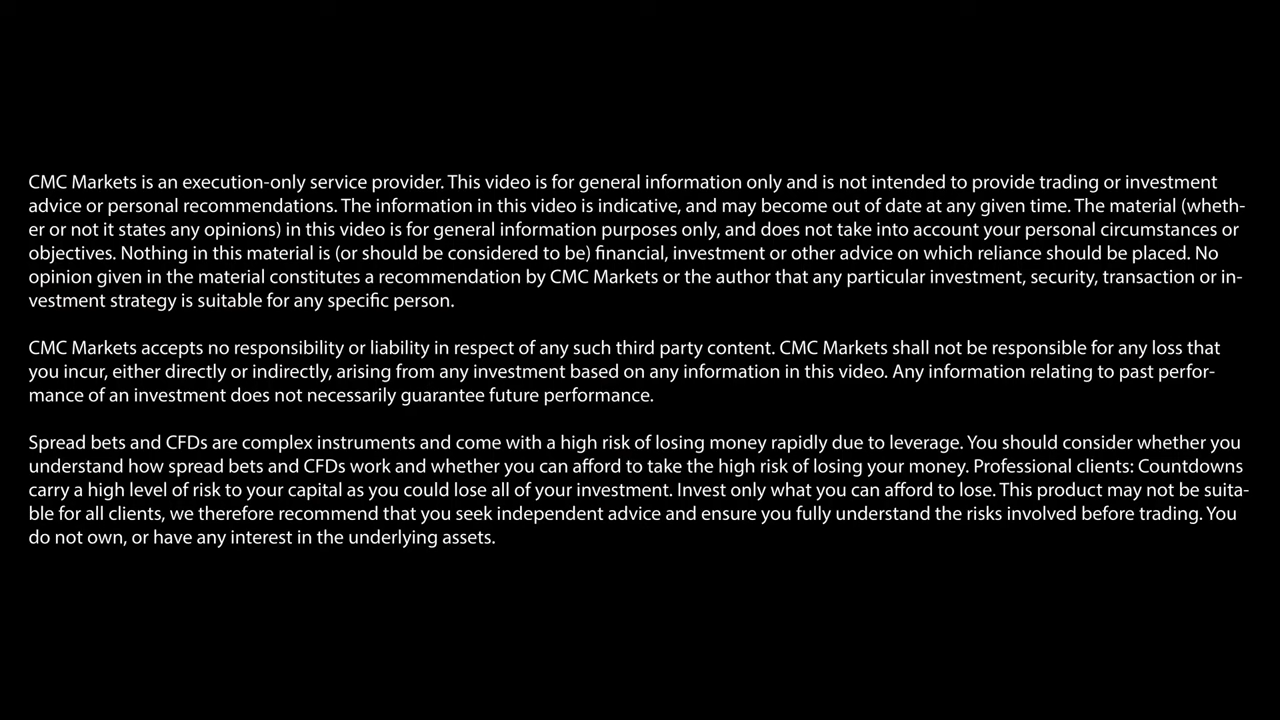 CMC Markets is an execution-only service provider. This video is for general information only and is not intended to provide trading or investment
advice or personal recommendations. The information in this video is indicative, and may become out of date at any given time. The material (wheth-
er or not it states any opinions) in this video is for general information purposes only, and does not take into account your personal circumstances or
objectives. Nothing in this material is (or should be considered to be) financial, investment or other advice on which reliance should be placed. No
opinion given in the material constitutes a recommendation by CMC Markets or the author that any particular investment, security, transaction or in-
vestment strategy is suitable for any specific person.
CMC Markets accepts no responsibility or liability in respect of any such third party content. CMC Markets shall not be responsible for any loss that
you incur, either directly or indirectly, arising from any investment based on any information in this video. Any information relating to past perfor-
mance of an investment does not necessarily guarantee future performance.
Spread bets and CFDs are complex instruments and come with a high risk of losing money rapidly due to leverage. You should consider whether you
understand how spread bets and CFDs work and whether you can afford to take the high risk of losing your money. Professional clients: Countdowns
carry a high level of risk to your capital as you could lose all of your investment. Invest only what you can afford to lose. This product may not be suita-
ble for all clients, we therefore recommend that you seek independent advice and ensure you fully understand the risks involved before trading. You
do not own, or have any interest in the underlying assets.